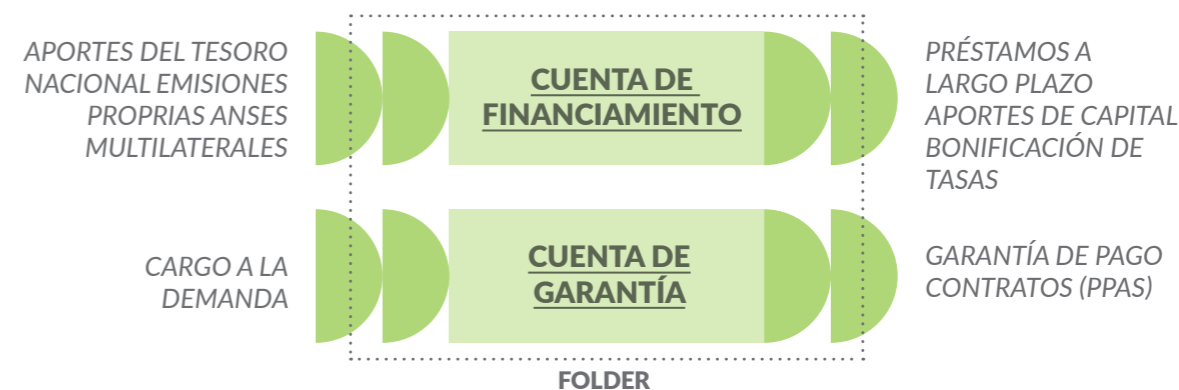 APORTES DEL TESORO
NACIONAL EMISIONES
PROPRIAS ANSES
MULTILATERALES
CUENTA DE
FINANCIAMIENTO
PRÉSTAMOS A
LARGO PLAZO
APORTES DE CAPITAL
BONIFICACIÓN DE
TASAS
CARGO A LA
DEMANDA
CUENTA DE
GARANTÍA
GARANTÍA DE PAGO
CONTRATOS (PPAS)
FOLDER